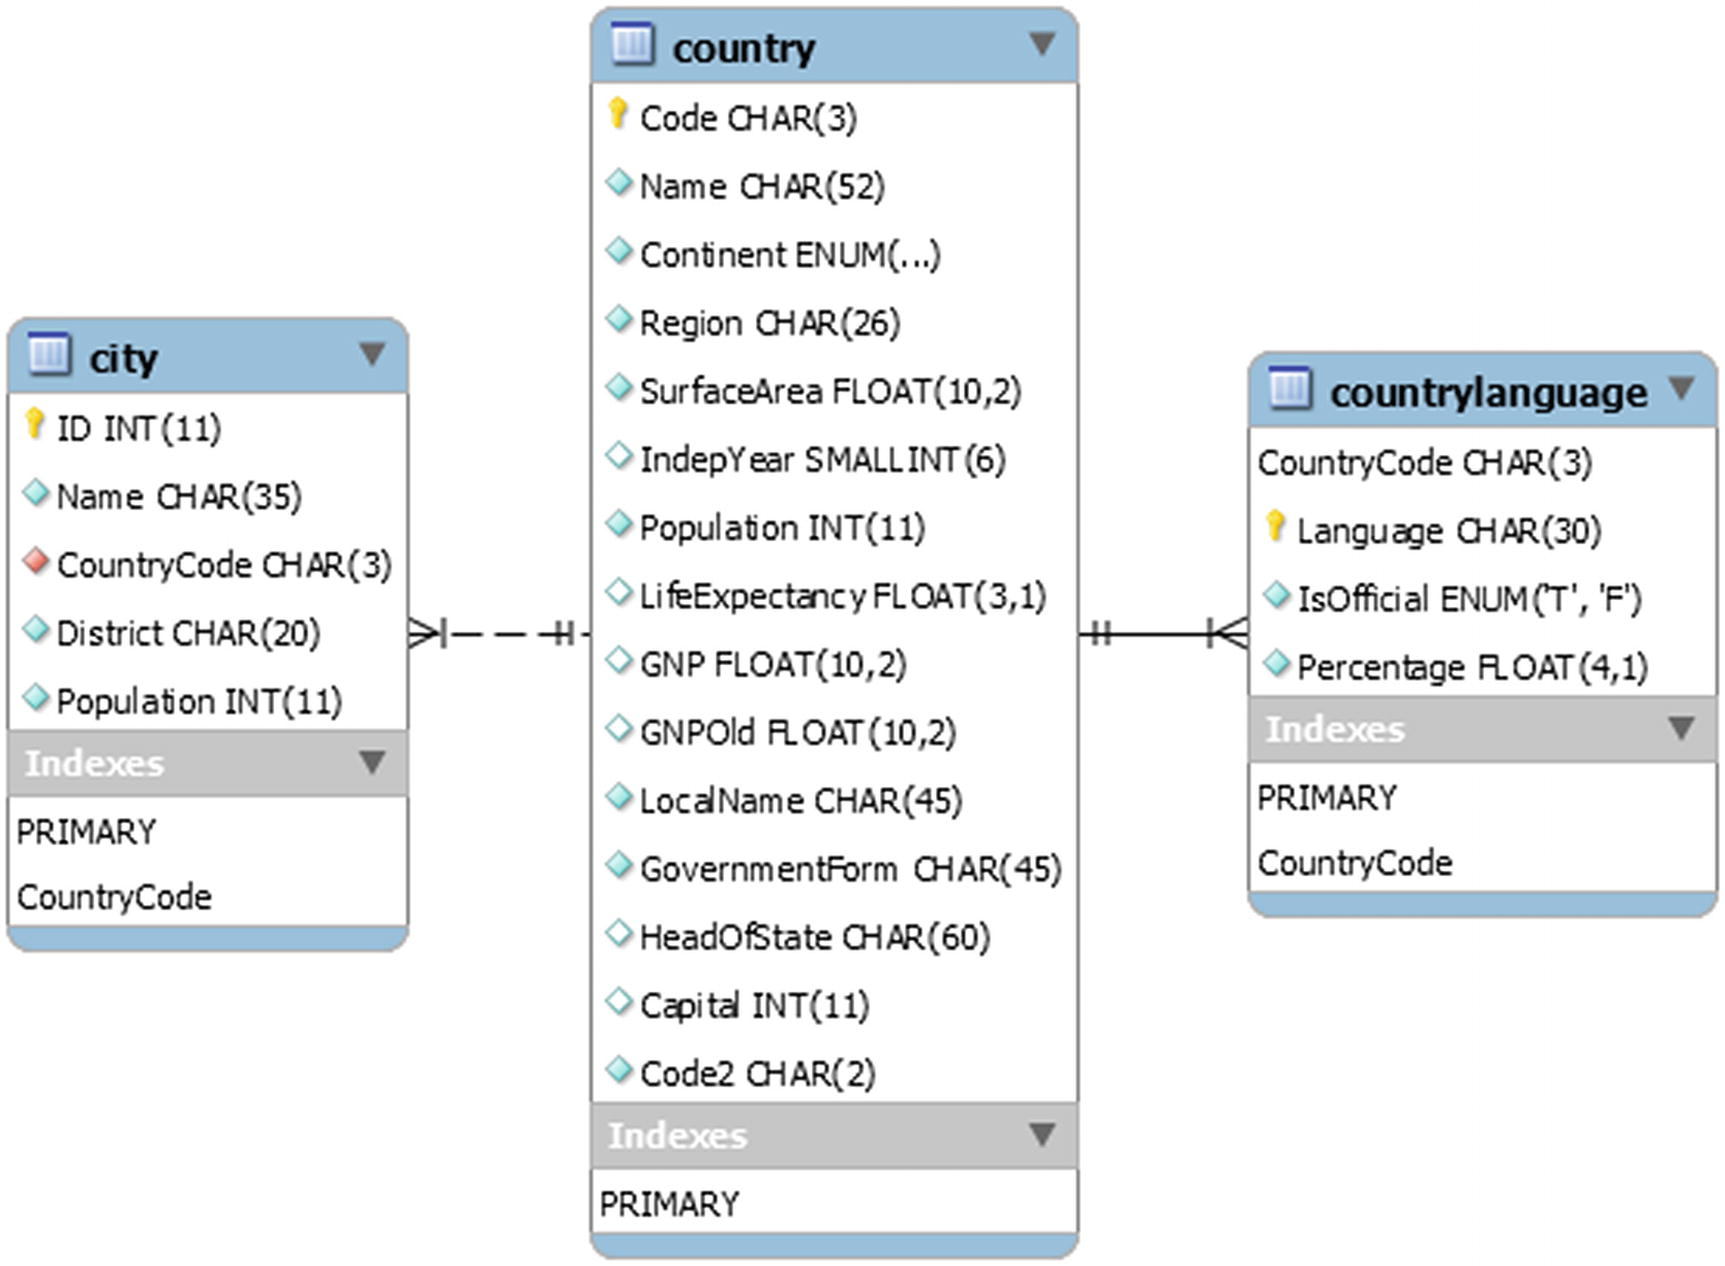 city
ID INT(11)
Name CHAR(35)
CountryCode CHAR(3)
District CHAR(20)
Population INT(11)
Indexes
PRIMARY
CountryCode
country
Code CHAR(3)
Name CHAR(52)
Continent ENUM(...)
Region CHAR(26)
SurfaceArea FLOAT(10,2)
IndepYear SMALLINT(6)
Population INT(11)
LifeExpectancy FLOAT(3,1)
GNP FLOAT(10,2)
GNPOld FLOAT(10,2)
LocalName CHAR(45)
GovernmentForm CHAR(45)
HeadOfState CHAR(60)
Capital INT(11)
Code2 CHAR(2)
Indexes
PRIMARY
countrylanguage
CountryCode CHAR(3)
Language CHAR(30)
IsOfficial ENUM('T', 'F')
Percentage FLOAT(4,1)
Indexes
PRIMARY
CountryCode